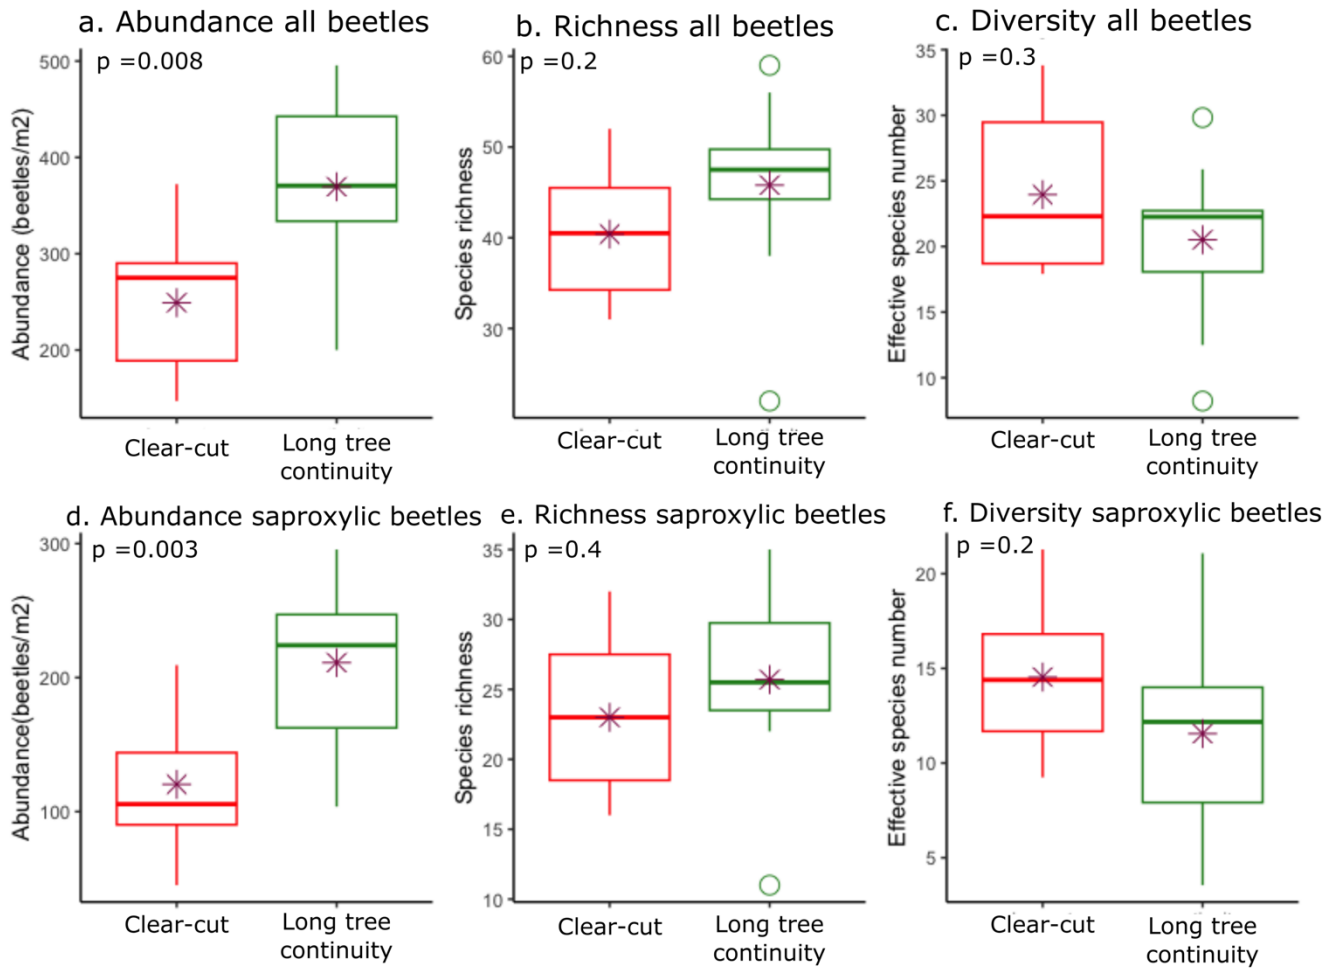 a. Abundance all beetles
p =0.008
Abundance (beetles/m2)
500
400
300
200
Clear-cut
Long tree
continuity
b. Richness all beetles
p =0.2
Species richness
60
50
40
30
Clear-cut
Long tree
continuity
c. Diversity all beetles
p =0.3
Effective species number
35
30
25
20
15
10
Clear-cut
Long tree
continuity
d. Abundance saproxylic beetles
p =0.003
Abundance(beetles/m2)
300
200
100
Clear-cut
Long tree
continuity
e. Richness saproxylic beetles
p =0.4
Species richness
35
30
25
20
15
10
Clear-cut
Long tree
continuity
f. Diversity saproxylic beetles
p =0.2
Effective species number
20
15
10
5
Clear-cut
Long tree
continuity